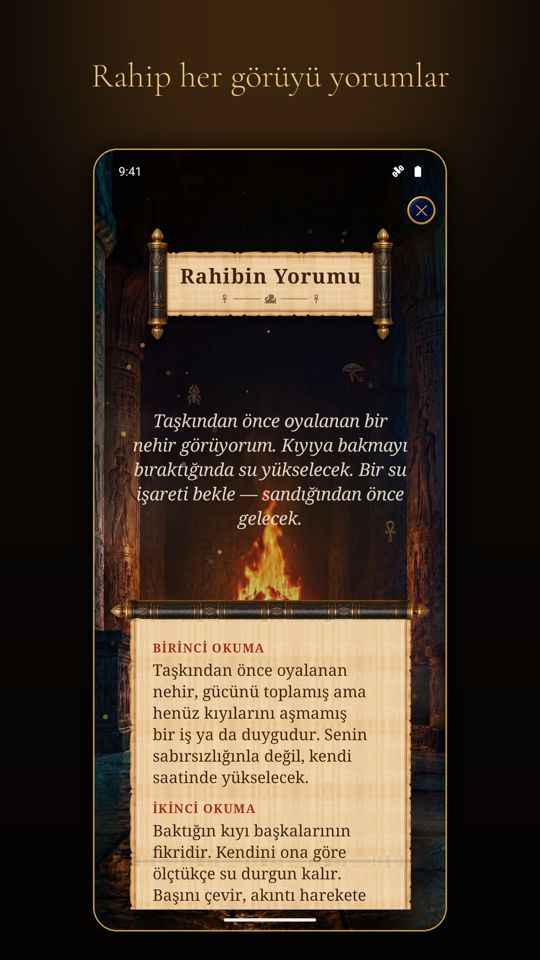 Rahip her görüyü yorumlar
9:41
Rahibin Yorumu
Taşkından önce oyalanan bir
nehir görüyorum. Kıyıya bakmayı
bıraktığında su yükselecek. Bir su
işareti bekle — sandığından önce
gelecek.
BİRİNCİ OKUMA
Taşkından önce oyalanan
nehir, gücünü toplamış ama
henüz kıyılarını aşmamış
bir iş ya da duygudur. Senin
sabırsızlığınla değil, kendi
saatinde yükselecek.
İKİNCİ OKUMA
Baktığın kıyı başkalarının
fikridir. Kendini ona göre
ölçtükçe su durgun kalır.
Başını çevir, akıntı harekete